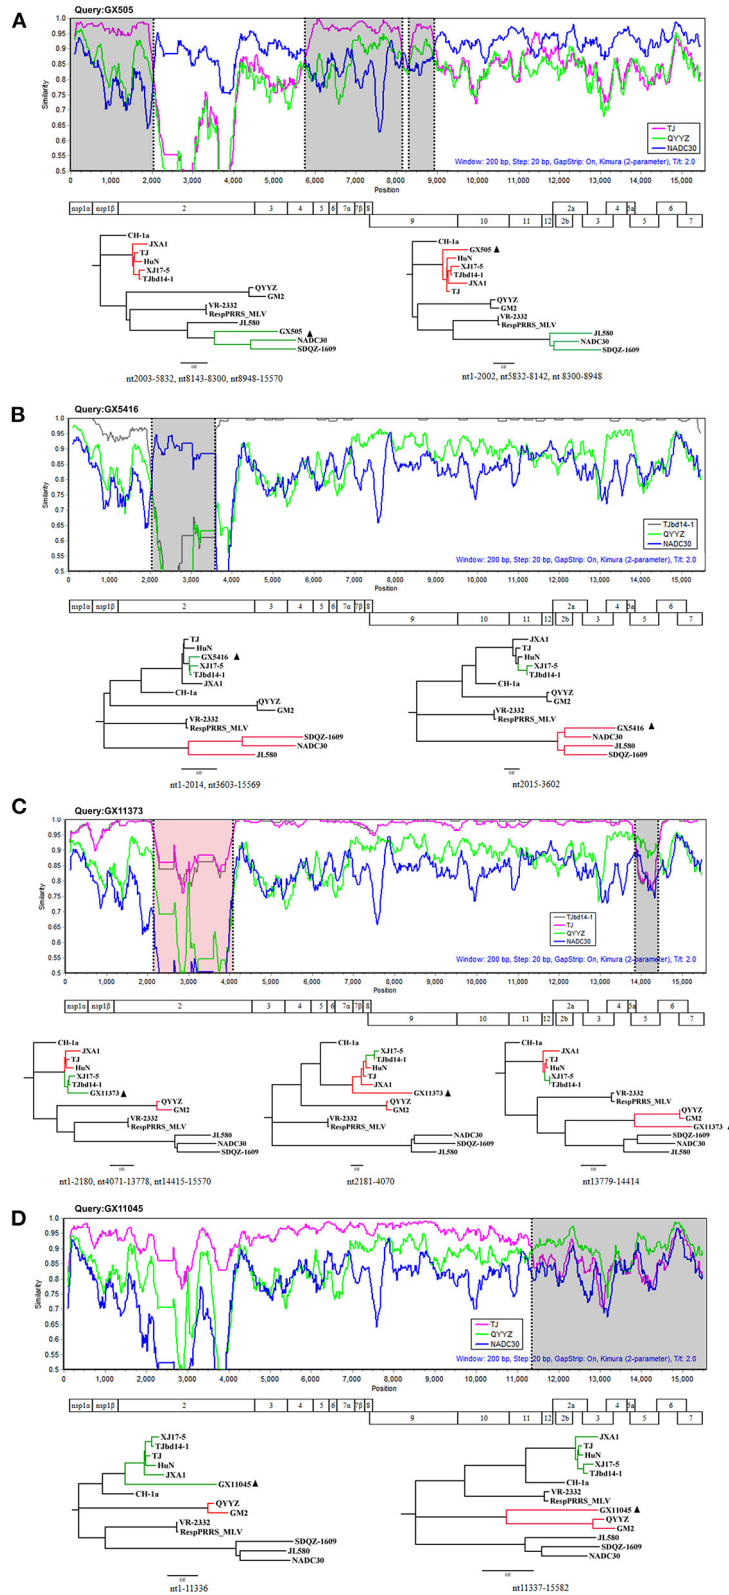 A
Query:GX505
1.0
0.95
0.9
0.85
0.8
0.75
0.7
0.65
0.6
0.55
0.5
Similarity
TJ
QYYZ
NADC30
Window: 200 bp, Step: 20 bp, GapStrip: On, Kimura (2-parameter), T/t: 2.0
0 1,000 2,000 3,000 4,000 5,000 6,000 7,000 8,000 9,000 10,000 11,000 12,000 13,000 14,000 15,000
Position
nsp1α nsp1β 2 3 4 5 6 7α 7β 8 2a 4 5a 6
9 10 11 12 2b 3 5 7
CH-1a
JXA1
TJ
HuN
XJ17-5
TJbd14-1
QYYZ
GM2
VR-2332
RespPRRS_MLV
JL580
GX505
NADC30
SDQZ-1609
nt2003-5832, nt8143-8300, nt8948-15570
CH-1a
GX505
HuN
XJ17-5
TJbd14-1
JXA1
TJ
QYYZ
GM2
VR-2332
RespPRRS_MLV
JL580
NADC30
SDQZ-1609
nt1-2002, nt5832-8142, nt 8300-8948
B
Query:GX5416
1.0
0.95
0.9
0.85
0.8
0.75
0.7
0.65
0.6
0.55
0.5
Similarity
TJbd14-1
QYYZ
NADC30
Window: 200 bp, Step: 20 bp, GapStrip: On, Kimura (2-parameter), T/t: 2.0
0 1,000 2,000 3,000 4,000 5,000 6,000 7,000 8,000 9,000 10,000 11,000 12,000 13,000 14,000 15,000
Position
nsp1α nsp1β 2 3 4 5 6 7α 7β 8 2a 4 5a 6
9 10 11 12 2b 3 5 7
TJ
HuN
GX5416
XJ17-5
TJbd14-1
JXA1
CH-1a
QYYZ
GM2
VR-2332
RespPRRS_MLV
SDQZ-1609
NADC30
JL580
nt1-2014, nt3603-15569
JXA1
TJ
HuN
XJ17-5
TJbd14-1
CH-1a
QYYZ
GM2
VR-2332
RespPRRS_MLV
GX5416
NADC30
JL580
SDQZ-1609
nt2015-3602
C
Query:GX11373
1.0
0.95
0.9
0.85
0.8
0.75
0.7
0.65
0.6
0.55
0.5
Similarity
TJbd14-1
TJ
QYYZ
NADC30
Window: 200 bp, Step: 20 bp, GapStrip: On, Kimura (2-parameter), T/t: 2.0
0 1,000 2,000 3,000 4,000 5,000 6,000 7,000 8,000 9,000 10,000 11,000 12,000 13,000 14,000 15,000
Position
nsp1α nsp1β 2 3 4 5 6 7α 7β 8 2a 4 5a 6
9 10 11 12 2b 3 5 7
CH-1a
JXA1
TJ
HuN
XJ17-5
TJbd14-1
GX11373
QYYZ
GM2
VR-2332
RespPRRS_MLV
JL580
NADC30
SDQZ-1609
nt1-2180, nt4071-13778, nt14415-15570
CH-1a
XJ17-5
TJbd14-1
HuN
TJ
JXA1
GX11373
QYYZ
GM2
VR-2332
RespPRRS_MLV
NADC30
SDQZ-1609
JL580
nt2181-4070
CH-1a
JXA1
TJ
HuN
XJ17-5
TJbd14-1
VR-2332
RespPRRS_MLV
QYYZ
GM2
GX11373
SDQZ-1609
NADC30
JL580
nt13779-14414
D
Query:GX11045
1.0
0.95
0.9
0.85
0.8
0.75
0.7
0.65
0.6
0.55
0.5
Similarity
TJ
QYYZ
NADC30
Window: 200 bp, Step: 20 bp, GapStrip: On, Kimura (2-parameter), T/t: 2.0
0 1,000 2,000 3,000 4,000 5,000 6,000 7,000 8,000 9,000 10,000 11,000 12,000 13,000 14,000 15,000
Position
nsp1α nsp1β 2 3 4 5 6 7α 7β 8 2a 4 5a 6
9 10 11 12 2b 3 5 7
XJ17-5
TJbd14-1
TJ
HuN
JXA1
GX11045
CH-1a
QYYZ
GM2
VR-2332
RespPRRS_MLV
SDQZ-1609
JL580
NADC30
nt1-11336
JXA1
TJ
HuN
XJ17-5
TJbd14-1
CH-1a
VR-2332
RespPRRS_MLV
GX11045
QYYZ
GM2
JL580
SDQZ-1609
NADC30
nt11337-15582